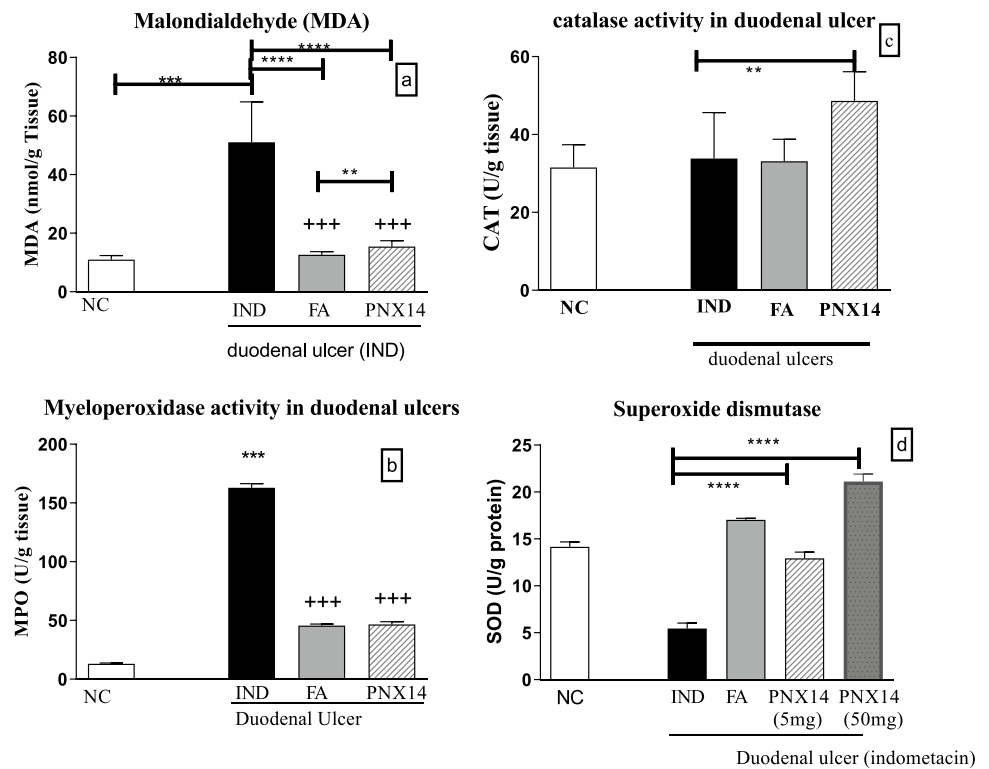 Malondialdehyde (MDA)
a
MDA (nmol/g Tissue)
80
60
40
20
0
***
****
****
**
+++
+++
NC
IND
FA
PNX14
duodenal ulcer (IND)
catalase activity in duodenal ulcer
c
CAT (U/g tissue)
60
40
20
0
**
NC
IND
FA
PNX14
duodenal ulcers
Myeloperoxidase activity in duodenal ulcers
b
MPO (U/g tissue)
200
150
100
50
0
***
+++
+++
NC
IND
FA
PNX14
Duodenal Ulcer
Superoxide dismutase
d
SOD (U/g protein)
25
20
15
10
5
0
****
****
NC
IND
FA
PNX14
(5mg)
PNX14
(50mg)
Duodenal ulcer (indometacin)